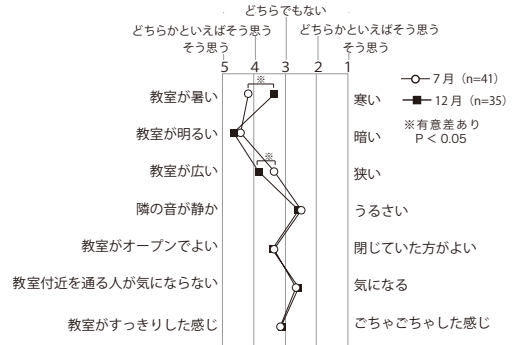 どちらでもない
どちらかといえばそう思う どちらかといえばそう思う
そう思う そう思う
5 4 3 2 1
7月（n=41）
12月（n=35）
※有意差あり
P＜0.05
※
教室が暑い 寒い
教室が明るい 暗い
※
教室が広い 狭い
隣の音が静か うるさい
教室がオープンでよい 閉じていた方がよい
教室付近を通る人が気にならない 気になる
教室がすっきりした感じ ごちゃごちゃした感じ